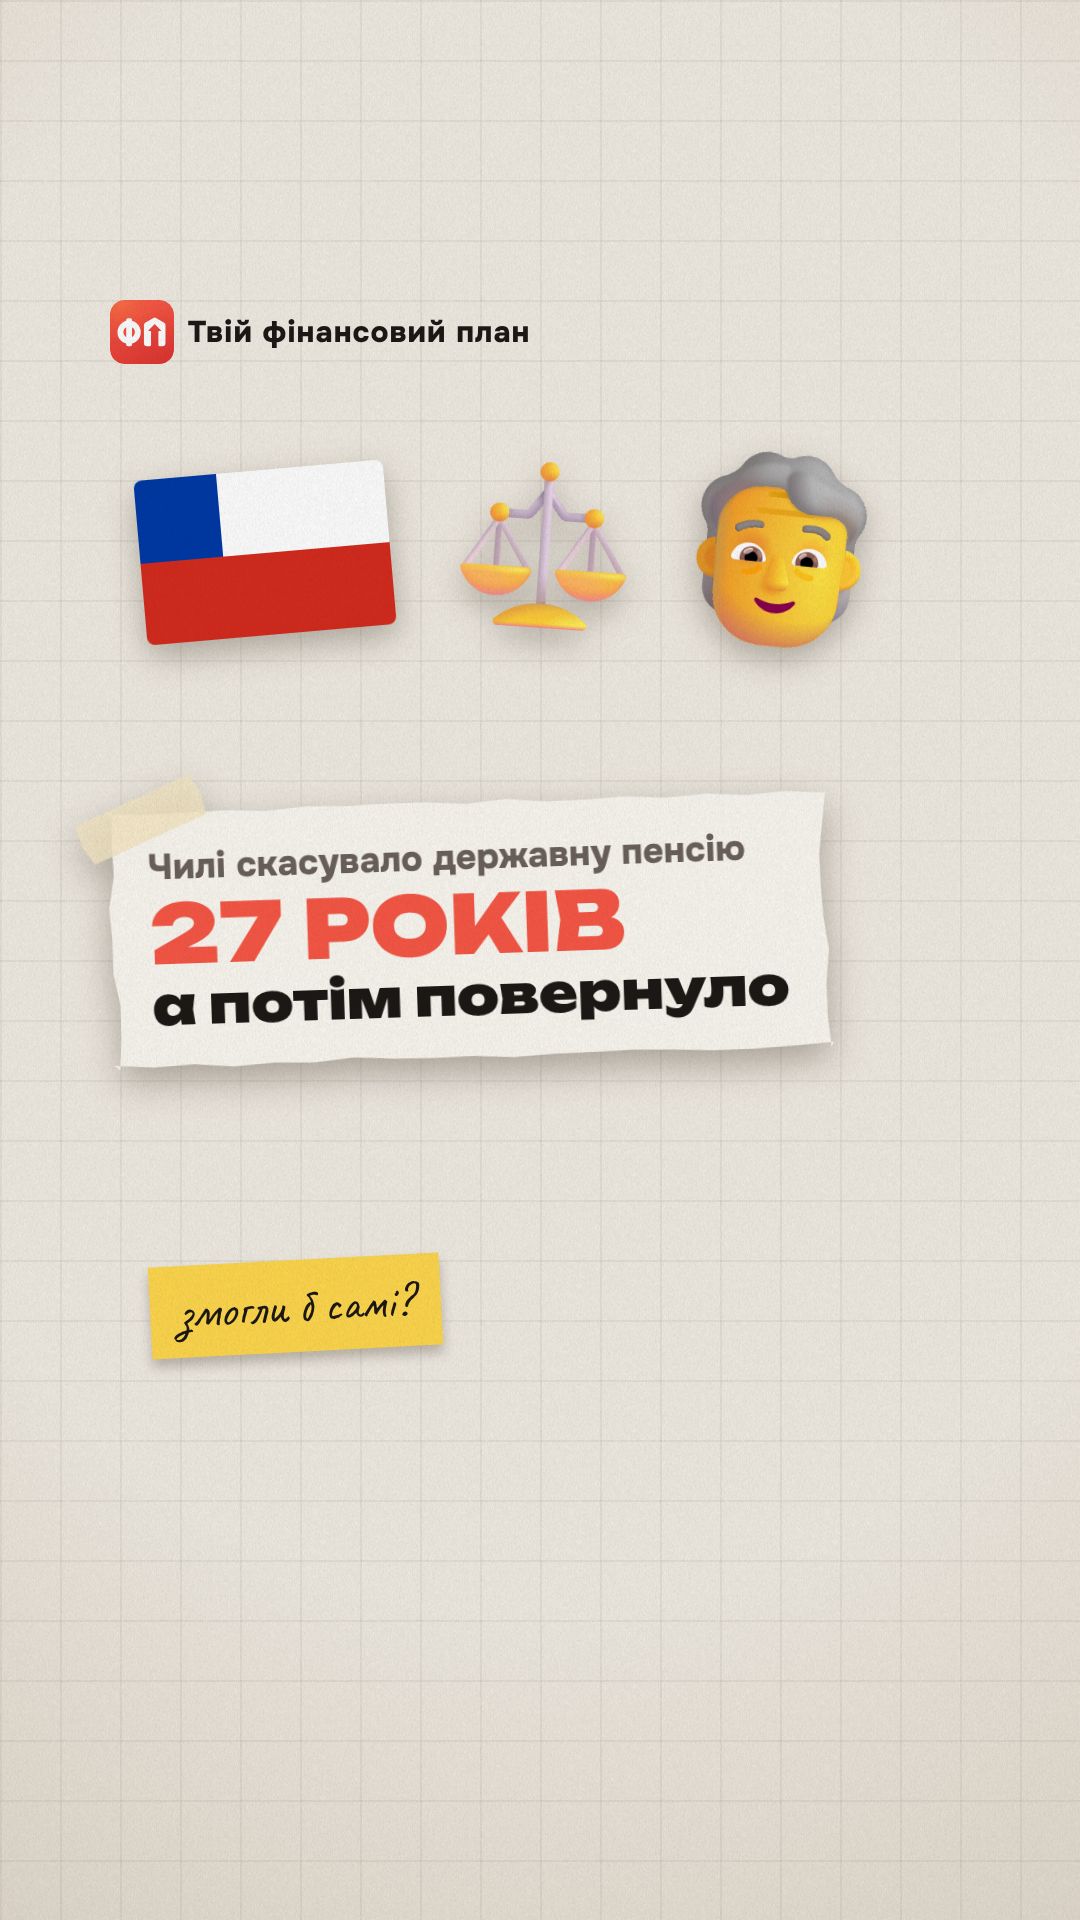 ФП Твій фінансовий план
Чилі скасувало державну пенсію
27 РОКІВ
а потім повернуло
змогли б самі?